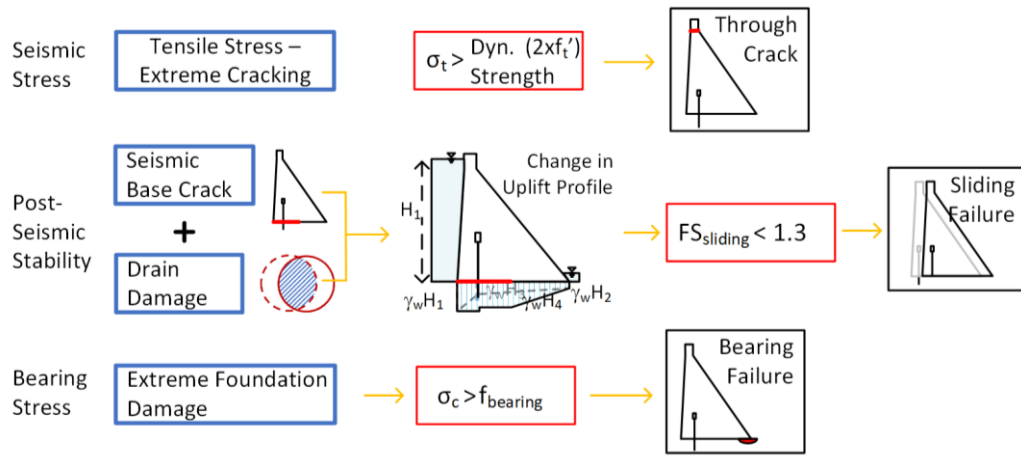 Seismic
Stress
Tensile Stress –
Extreme Cracking
σt > Dyn. (2xft’)
Strength
Through
Crack
Post-
Seismic
Stability
Seismic
Base Crack
+
Drain
Damage
H1
γwH1
γwH4
γwH2
Change in
Uplift Profile
FSsliding < 1.3
Sliding
Failure
Bearing
Stress
Extreme Foundation
Damage
σc > fbearing
Bearing
Failure